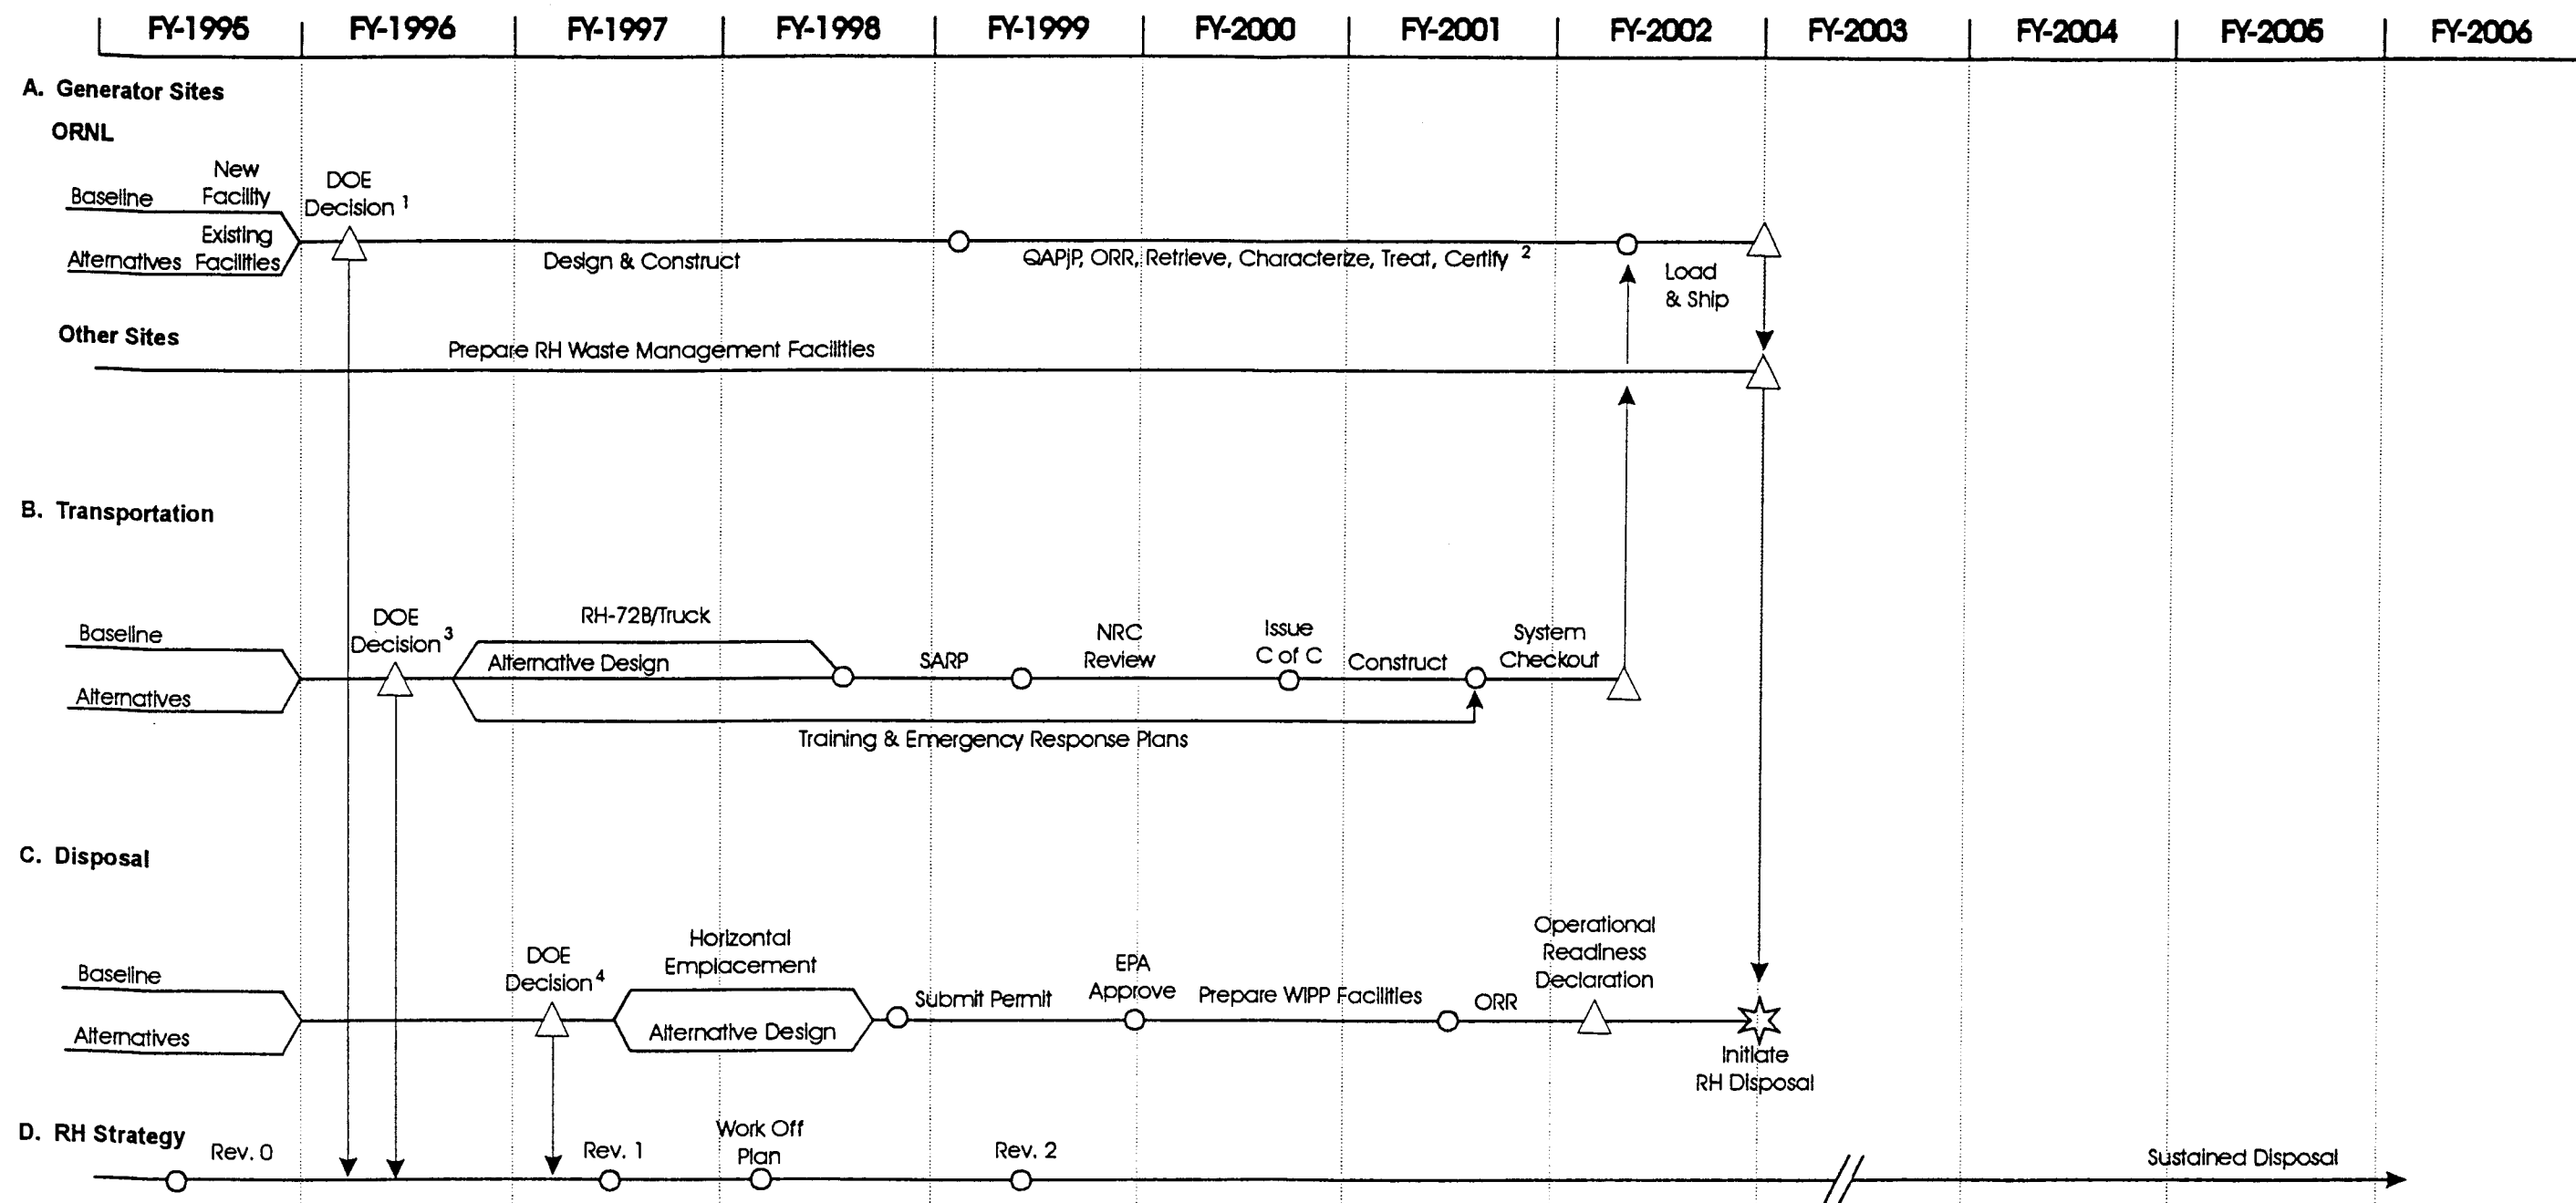 FY-1995 FY-1996 FY-1997 FY-1998 FY-1999 FY-2000 FY-2001 FY-2002 FY-2003 FY-2004 FY-2005 FY-2006
A. Generator Sites
ORNL
Baseline
New
Facility
DOE
Decision 1
Alternatives
Existing
Facilities
Design & Construct
QAPjP, ORR, Retrieve, Characterize, Treat, Certify 2
Load
& Ship
Other Sites
Prepare RH Waste Management Facilities
B. Transportation
Baseline
Alternatives
DOE
Decision 3
RH-72B/Truck
Alternative Design
SARP
NRC
Review
Issue
C of C
Construct
System
Checkout
Training & Emergency Response Plans
C. Disposal
Baseline
Alternatives
DOE
Decision 4
Horizontal
Emplacement
Alternative Design
Submit Permit
EPA
Approve
Prepare WIPP Facilities
ORR
Operational
Readiness
Declaration
Initiate
RH Disposal
D. RH Strategy
Rev. 0
Rev. 1
Work Off
Plan
Rev. 2
Sustained Disposal